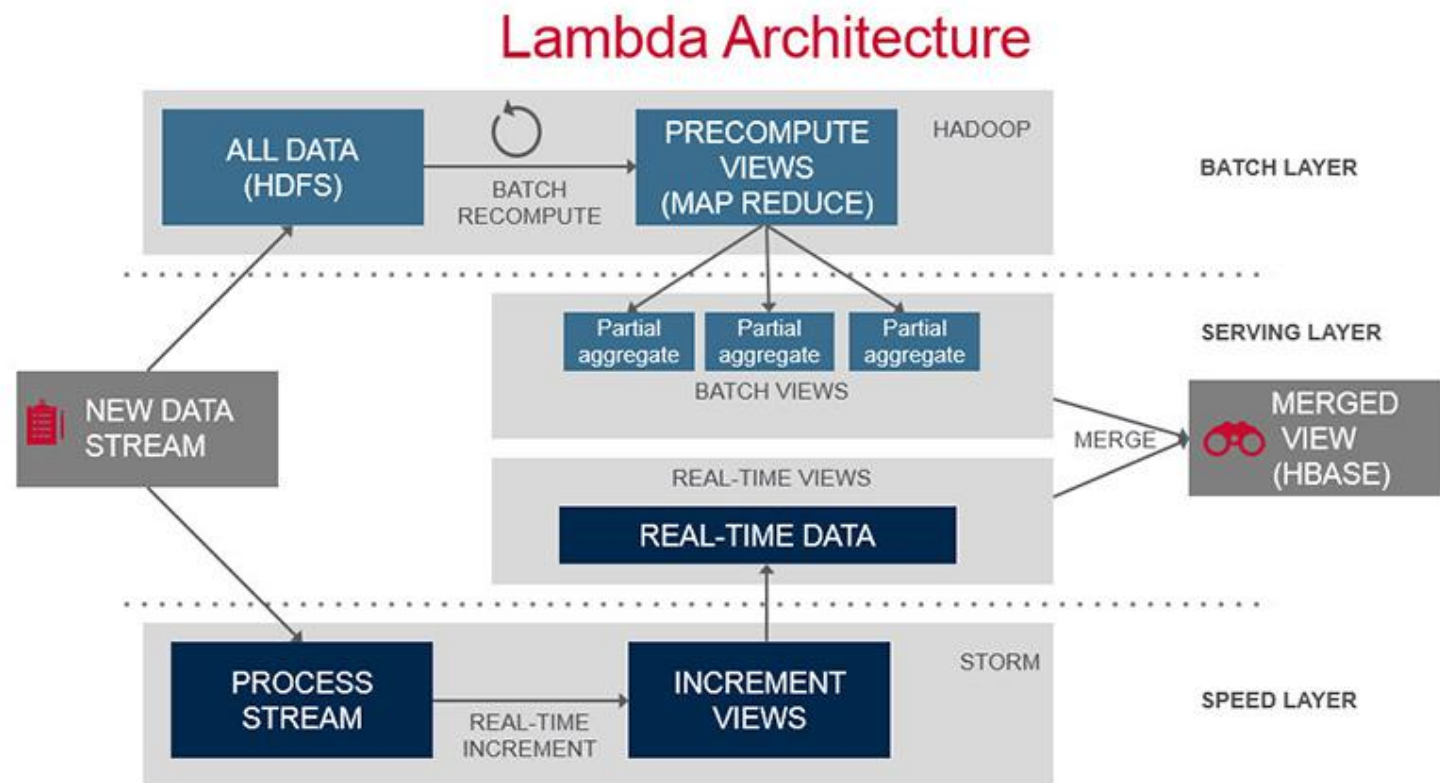 Lambda Architecture
ALL DATA
(HDFS)
BATCH
RECOMPUTE
PRECOMPUTE
VIEWS
(MAP REDUCE)
HADOOP
BATCH LAYER
Partial
aggregate
Partial
aggregate
Partial
aggregate
BATCH VIEWS
SERVING LAYER
NEW DATA
STREAM
MERGE
MERGED
VIEW
(HBASE)
REAL-TIME VIEWS
REAL-TIME DATA
PROCESS
STREAM
REAL-TIME
INCREMENT
INCREMENT
VIEWS
STORM
SPEED LAYER